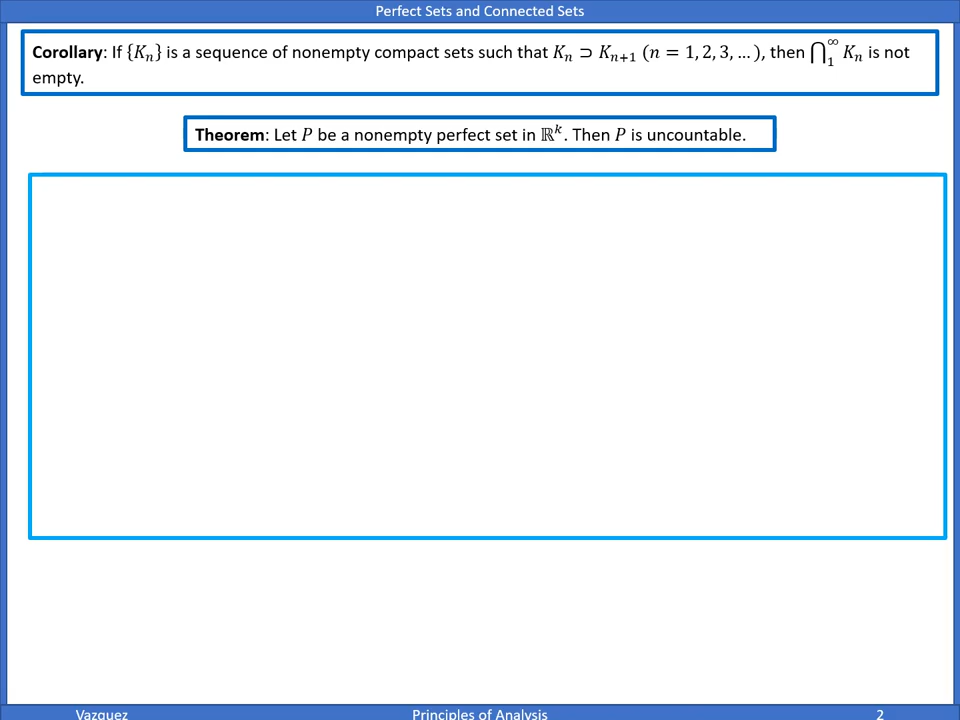 Perfect Sets and Connected Sets
Corollary: If {𝐾ₙ} is a sequence of nonempty compact sets such that 𝐾ₙ ⊃ 𝐾ₙ₊₁ (𝑛 = 1, 2, 3, … ), then ⋂₁^∞ 𝐾ₙ is not
empty.
Theorem: Let 𝑃 be a nonempty perfect set in ℝᵏ. Then 𝑃 is uncountable.
Vazquez
Principles of Analysis
2